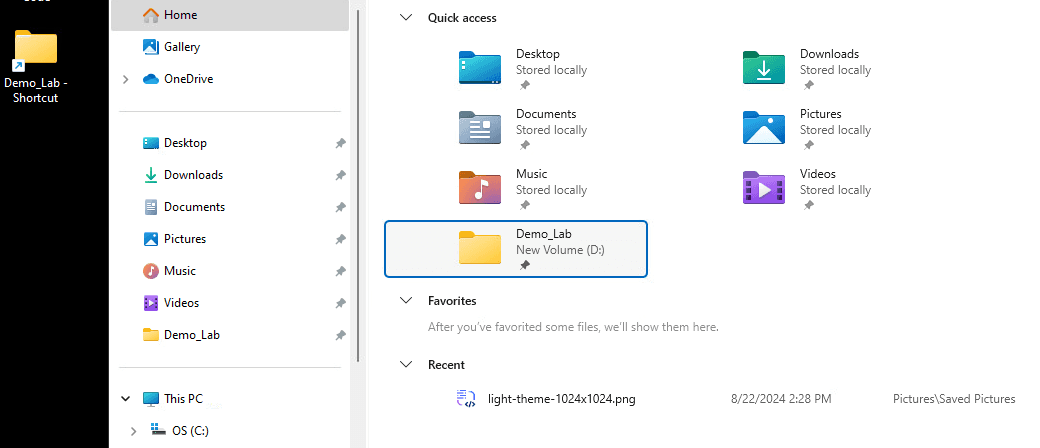 Demo_Lab -
Shortcut
Home
Gallery
OneDrive
Desktop
Downloads
Documents
Pictures
Music
Videos
Demo_Lab
This PC
OS (C:)
Quick access
Desktop
Stored locally
Downloads
Stored locally
Documents
Stored locally
Pictures
Stored locally
Music
Stored locally
Videos
Stored locally
Demo_Lab
New Volume (D:)
Favorites
After you've favorited some files, we'll show them here.
Recent
light-theme-1024x1024.png 8/22/2024 2:28 PM Pictures\Saved Pictures